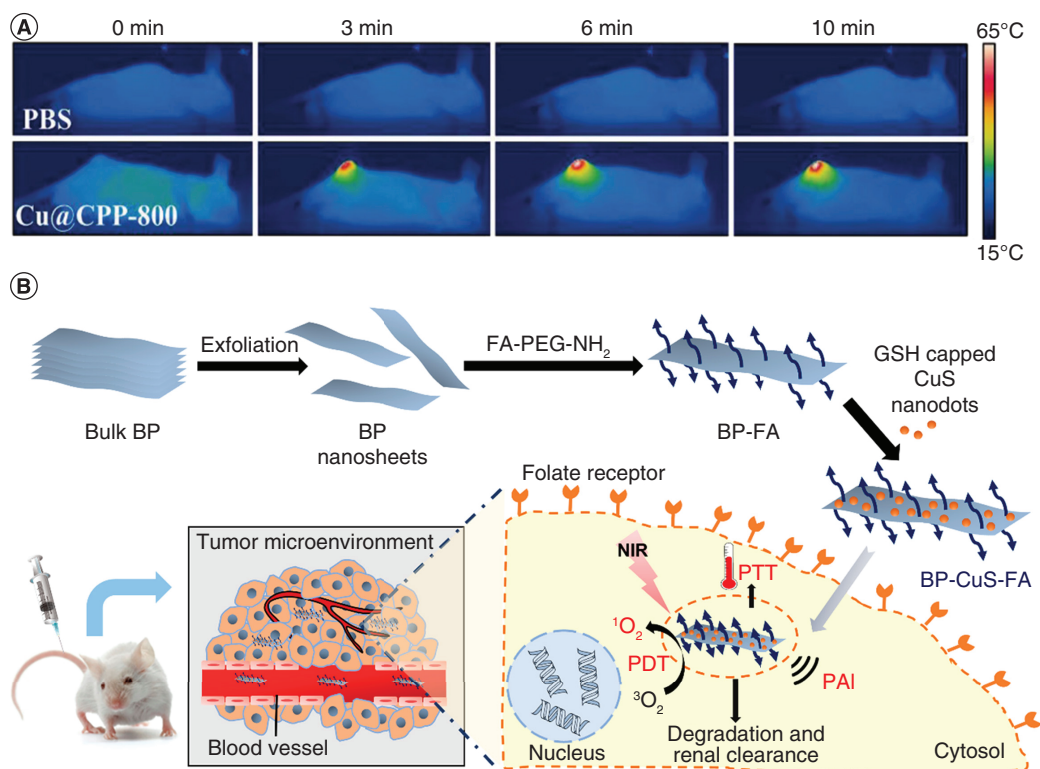 A
0 min
3 min
6 min
10 min
65°C
PBS
Cu@CPP-800
15°C
B
Exfoliation
FA-PEG-NH₂
GSH capped
CuS
nanodots
Bulk BP
BP
nanosheets
BP-FA
Folate receptor
Tumor microenvironment
NIR
PTT
BP-CuS-FA
¹O₂
PDT
PAI
³O₂
Blood vessel
Nucleus
Degradation and
renal clearance
Cytosol